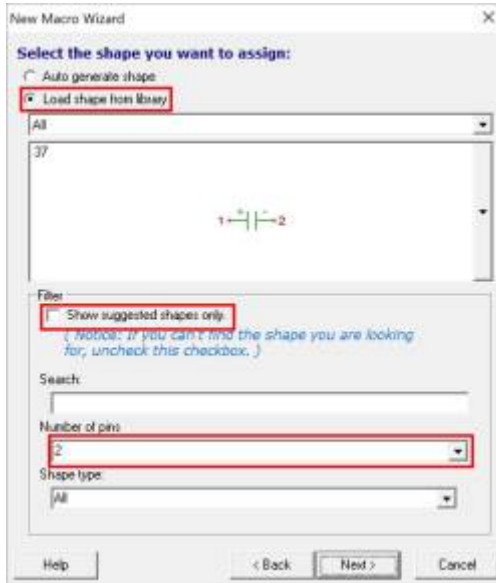 New Macro Wizard
Select the shape you want to assign:
Auto generate shape
Load shape from library
All
37
1 + - 2
Filter
Show suggested shapes only.
( Notice: If you can't find the shape you are looking
for, uncheck this checkbox. )
Search:
Number of pins
2
Shape type:
All
Help
< Back
Next >
Cancel